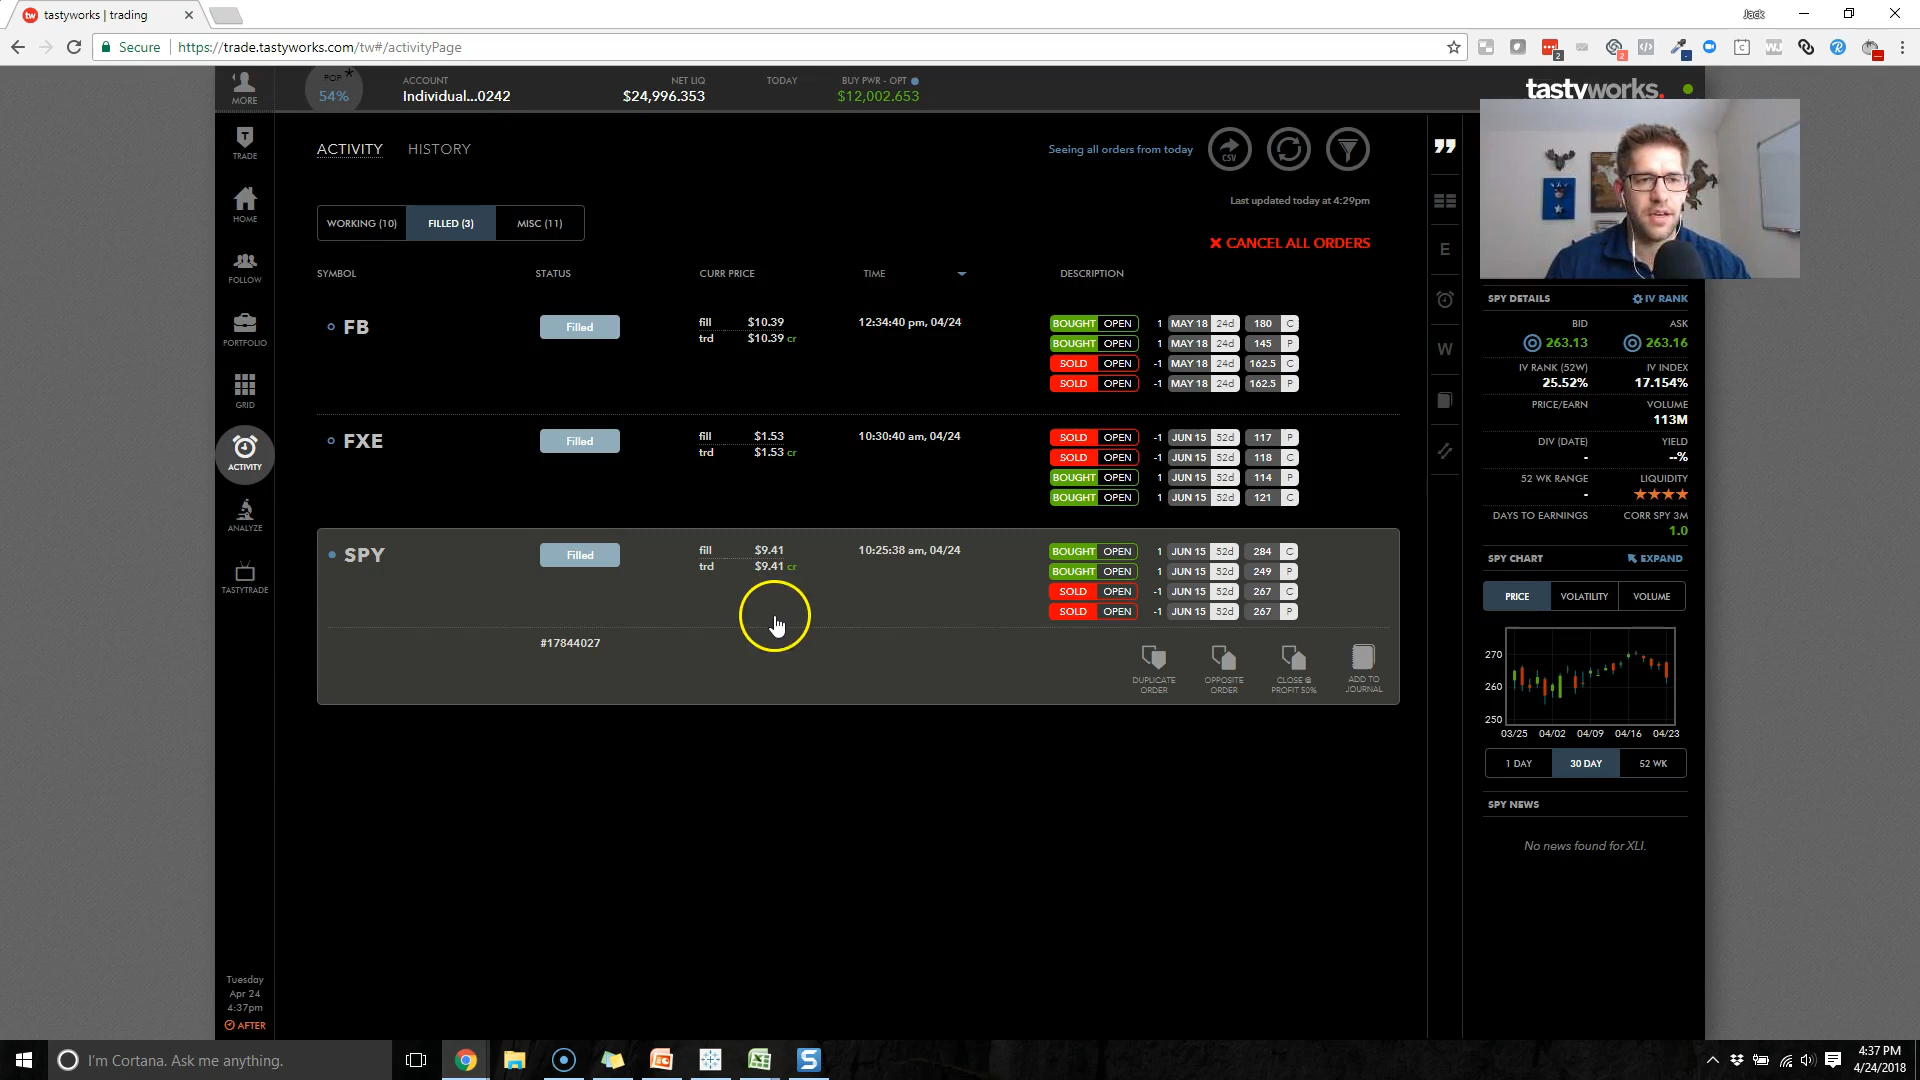 tw tastyworks | trading
Jack
Secure
https://trade.tastyworks.com/tw#/activityPage
MORE
POP *
54%
ACCOUNT
Individual...0242
NET LIQ
$24,996.353
TODAY
BUY PWR - OPT
$12,002.653
tastyworks.
TRADE
HOME
FOLLOW
PORTFOLIO
GRID
ACTIVITY
ANALYZE
TASTYTRADE
Tuesday
Apr 24
4:37pm
AFTER
ACTIVITY HISTORY
Seeing all orders from today
CSV
Last updated today at 4:29pm
WORKING (10) FILLED (3) MISC (11)
CANCEL ALL ORDERS
SYMBOL STATUS CURR PRICE TIME DESCRIPTION
FB Filled fill $10.39 12:34:40 pm, 04/24 BOUGHT OPEN 1 MAY 18 24d 180 C
trd $10.39 cr BOUGHT OPEN 1 MAY 18 24d 145 P
SOLD OPEN -1 MAY 18 24d 162.5 C
SOLD OPEN -1 MAY 18 24d 162.5 P
FXE Filled fill $1.53 10:30:40 am, 04/24 SOLD OPEN -1 JUN 15 52d 117 P
trd $1.53 cr SOLD OPEN -1 JUN 15 52d 118 C
BOUGHT OPEN 1 JUN 15 52d 114 P
BOUGHT OPEN 1 JUN 15 52d 121 C
SPY Filled fill $9.41 10:25:38 am, 04/24 BOUGHT OPEN 1 JUN 15 52d 284 C
trd $9.41 cr BOUGHT OPEN 1 JUN 15 52d 249 P
SOLD OPEN -1 JUN 15 52d 267 C
SOLD OPEN -1 JUN 15 52d 267 P
#17844027
DUPLICATE ORDER
OPPOSITE ORDER
CLOSE @ PROFIT 50%
ADD TO JOURNAL
E
W
SPY DETAILS IV RANK
BID ASK
263.13 263.16
IV RANK (52W) IV INDEX
25.52% 17.154%
PRICE/EARN VOLUME
113M
DIV (DATE) YIELD
- --%
52 WK RANGE LIQUIDITY
- ★★★★
DAYS TO EARNINGS CORR SPY 3M
1.0
SPY CHART EXPAND
PRICE VOLATILITY VOLUME
270
260
250
03/25 04/02 04/09 04/16 04/23
1 DAY 30 DAY 52 WK
SPY NEWS
No news found for XLI.
I'm Cortana. Ask me anything.
4:37 PM
4/24/2018